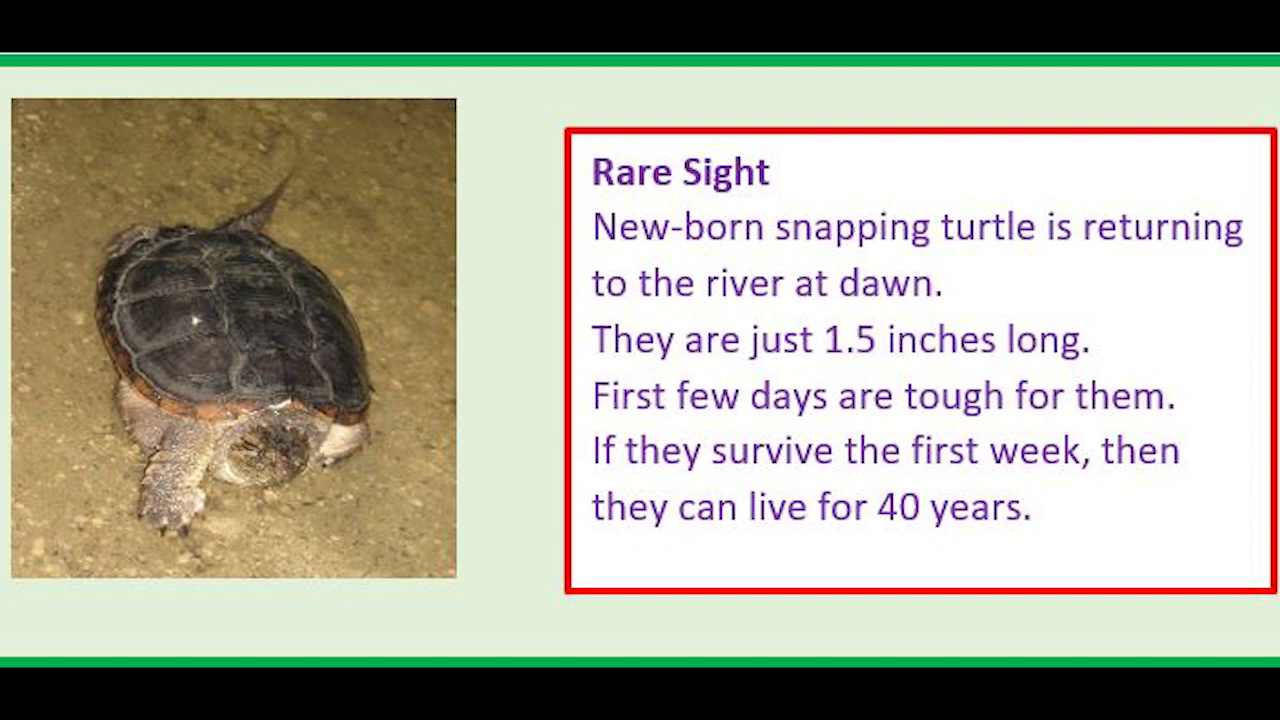 Rare Sight
New-born snapping turtle is returning
to the river at dawn.
They are just 1.5 inches long.
First few days are tough for them.
If they survive the first week, then
they can live for 40 years.